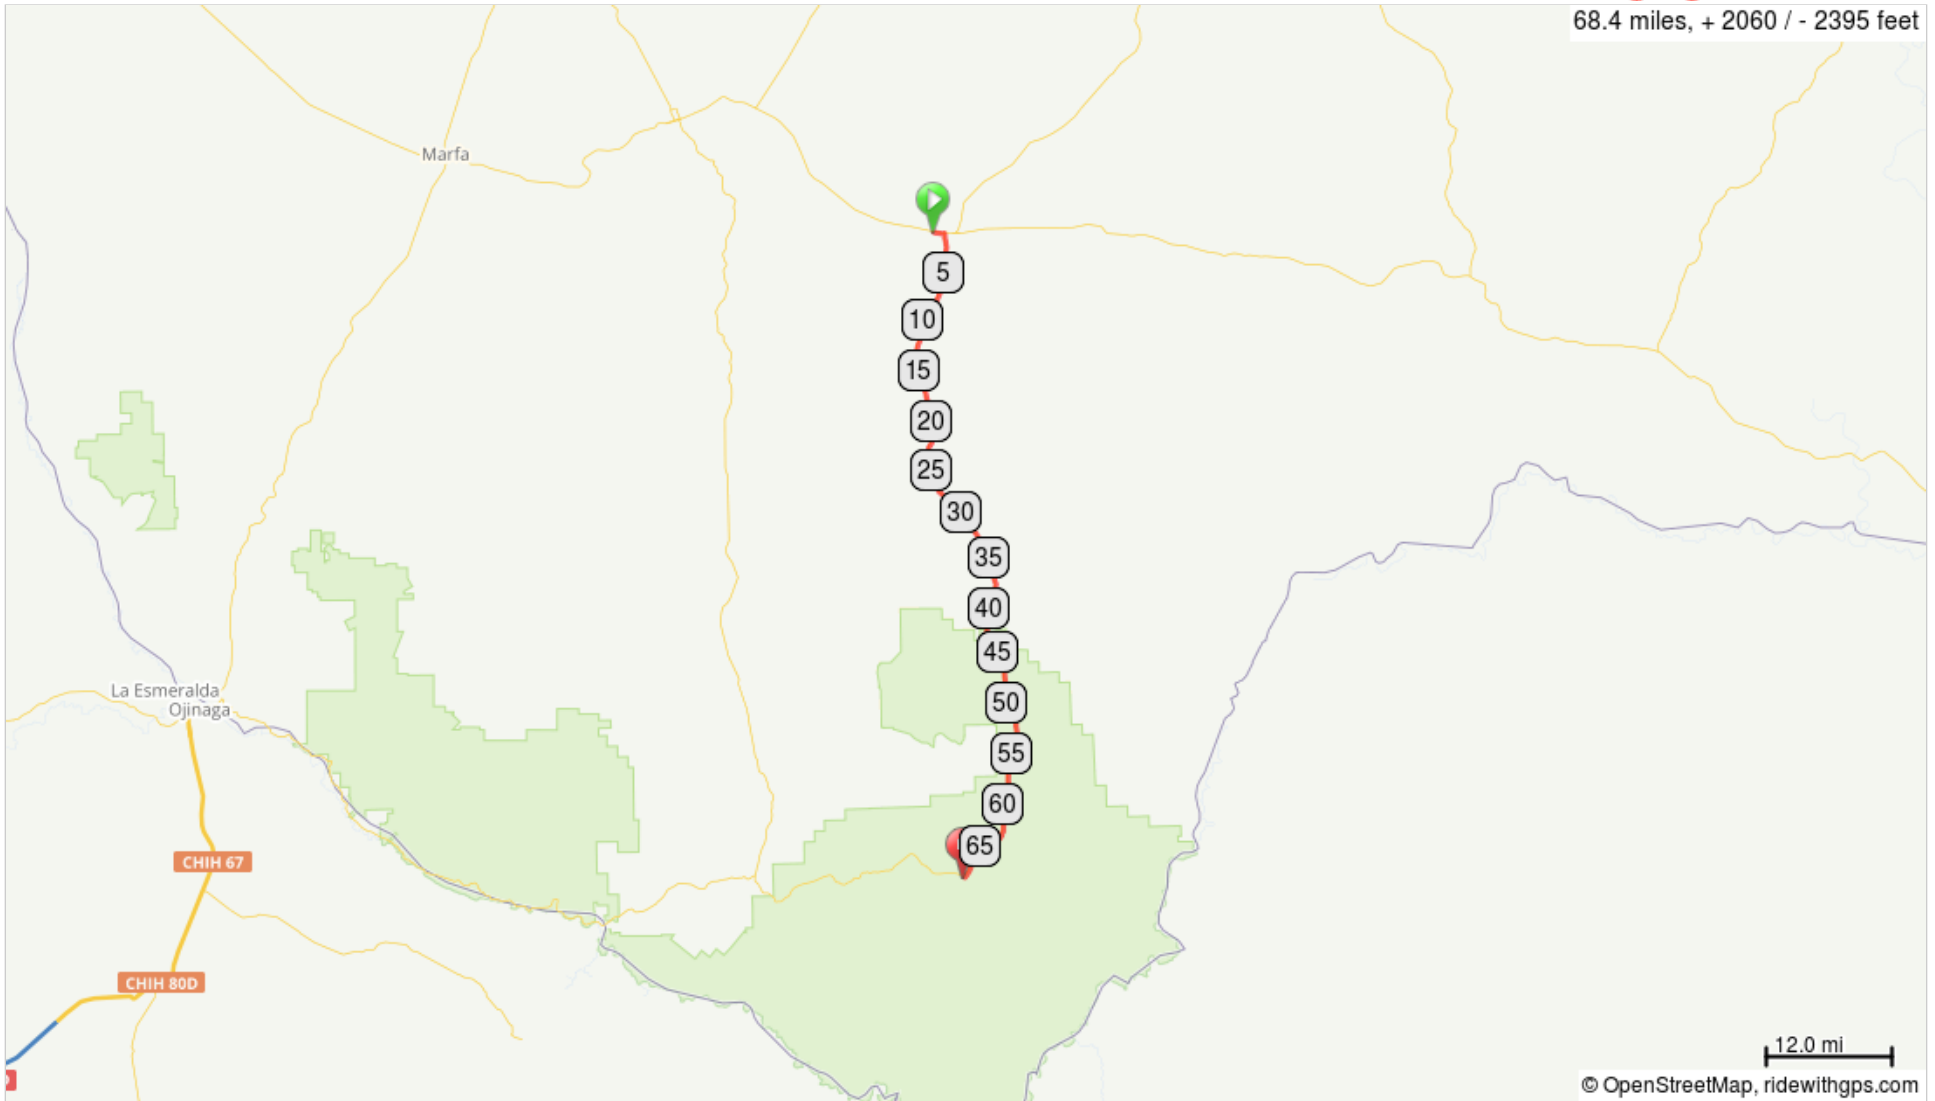 68.4 miles, + 2060 / - 2395 feet
Marfa
5
10
15
20
25
30
35
40
45
50
55
60
65
La Esmeralda
Ojinaga
CHIH 67
CHIH 80D
12.0 mi
© OpenStreetMap, ridewithgps.com